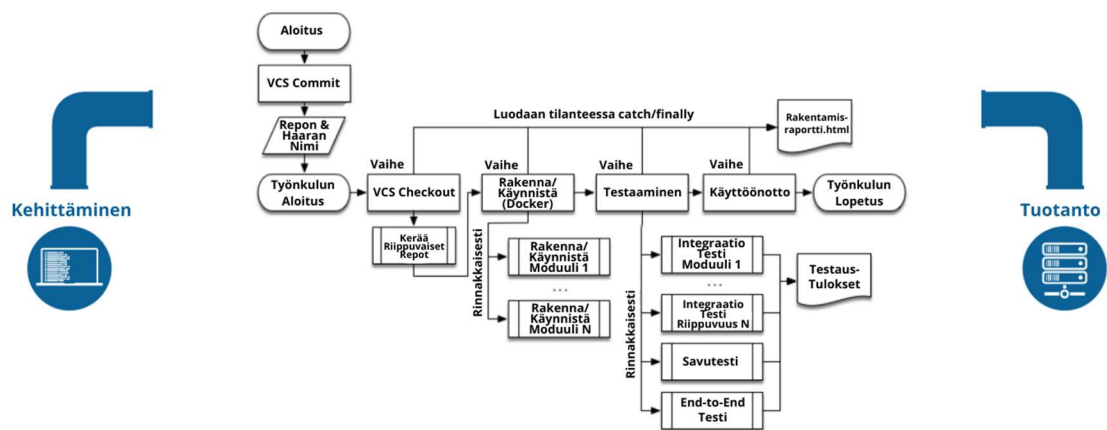 Aloitus
VCS Commit
Repon &
Haaran
Nimi
Luodaan tilanteessa catch/finally
Rakentamis-
raportti.html
Vaihe
Vaihe
Vaihe
Vaihe
Työnkulun
Aloitus
VCS Checkout
Rakenna/
Käynnistä
(Docker)
Testaaminen
Käyttöönotto
Työnkulun
Lopetus
Kehittäminen
Tuotanto
Kerää
Riippuvaiset
Repot
Rinnakkaisesti
Rakenna/
Käynnistä
Moduuli 1
...
Rakenna/
Käynnistä
Moduuli N
Rinnakkaisesti
Integraatio
Testi
Moduuli 1
...
Integraatio
Testi
Riippuvuus N
Savutesti
End-to-End
Testi
Testaus-
Tulokset